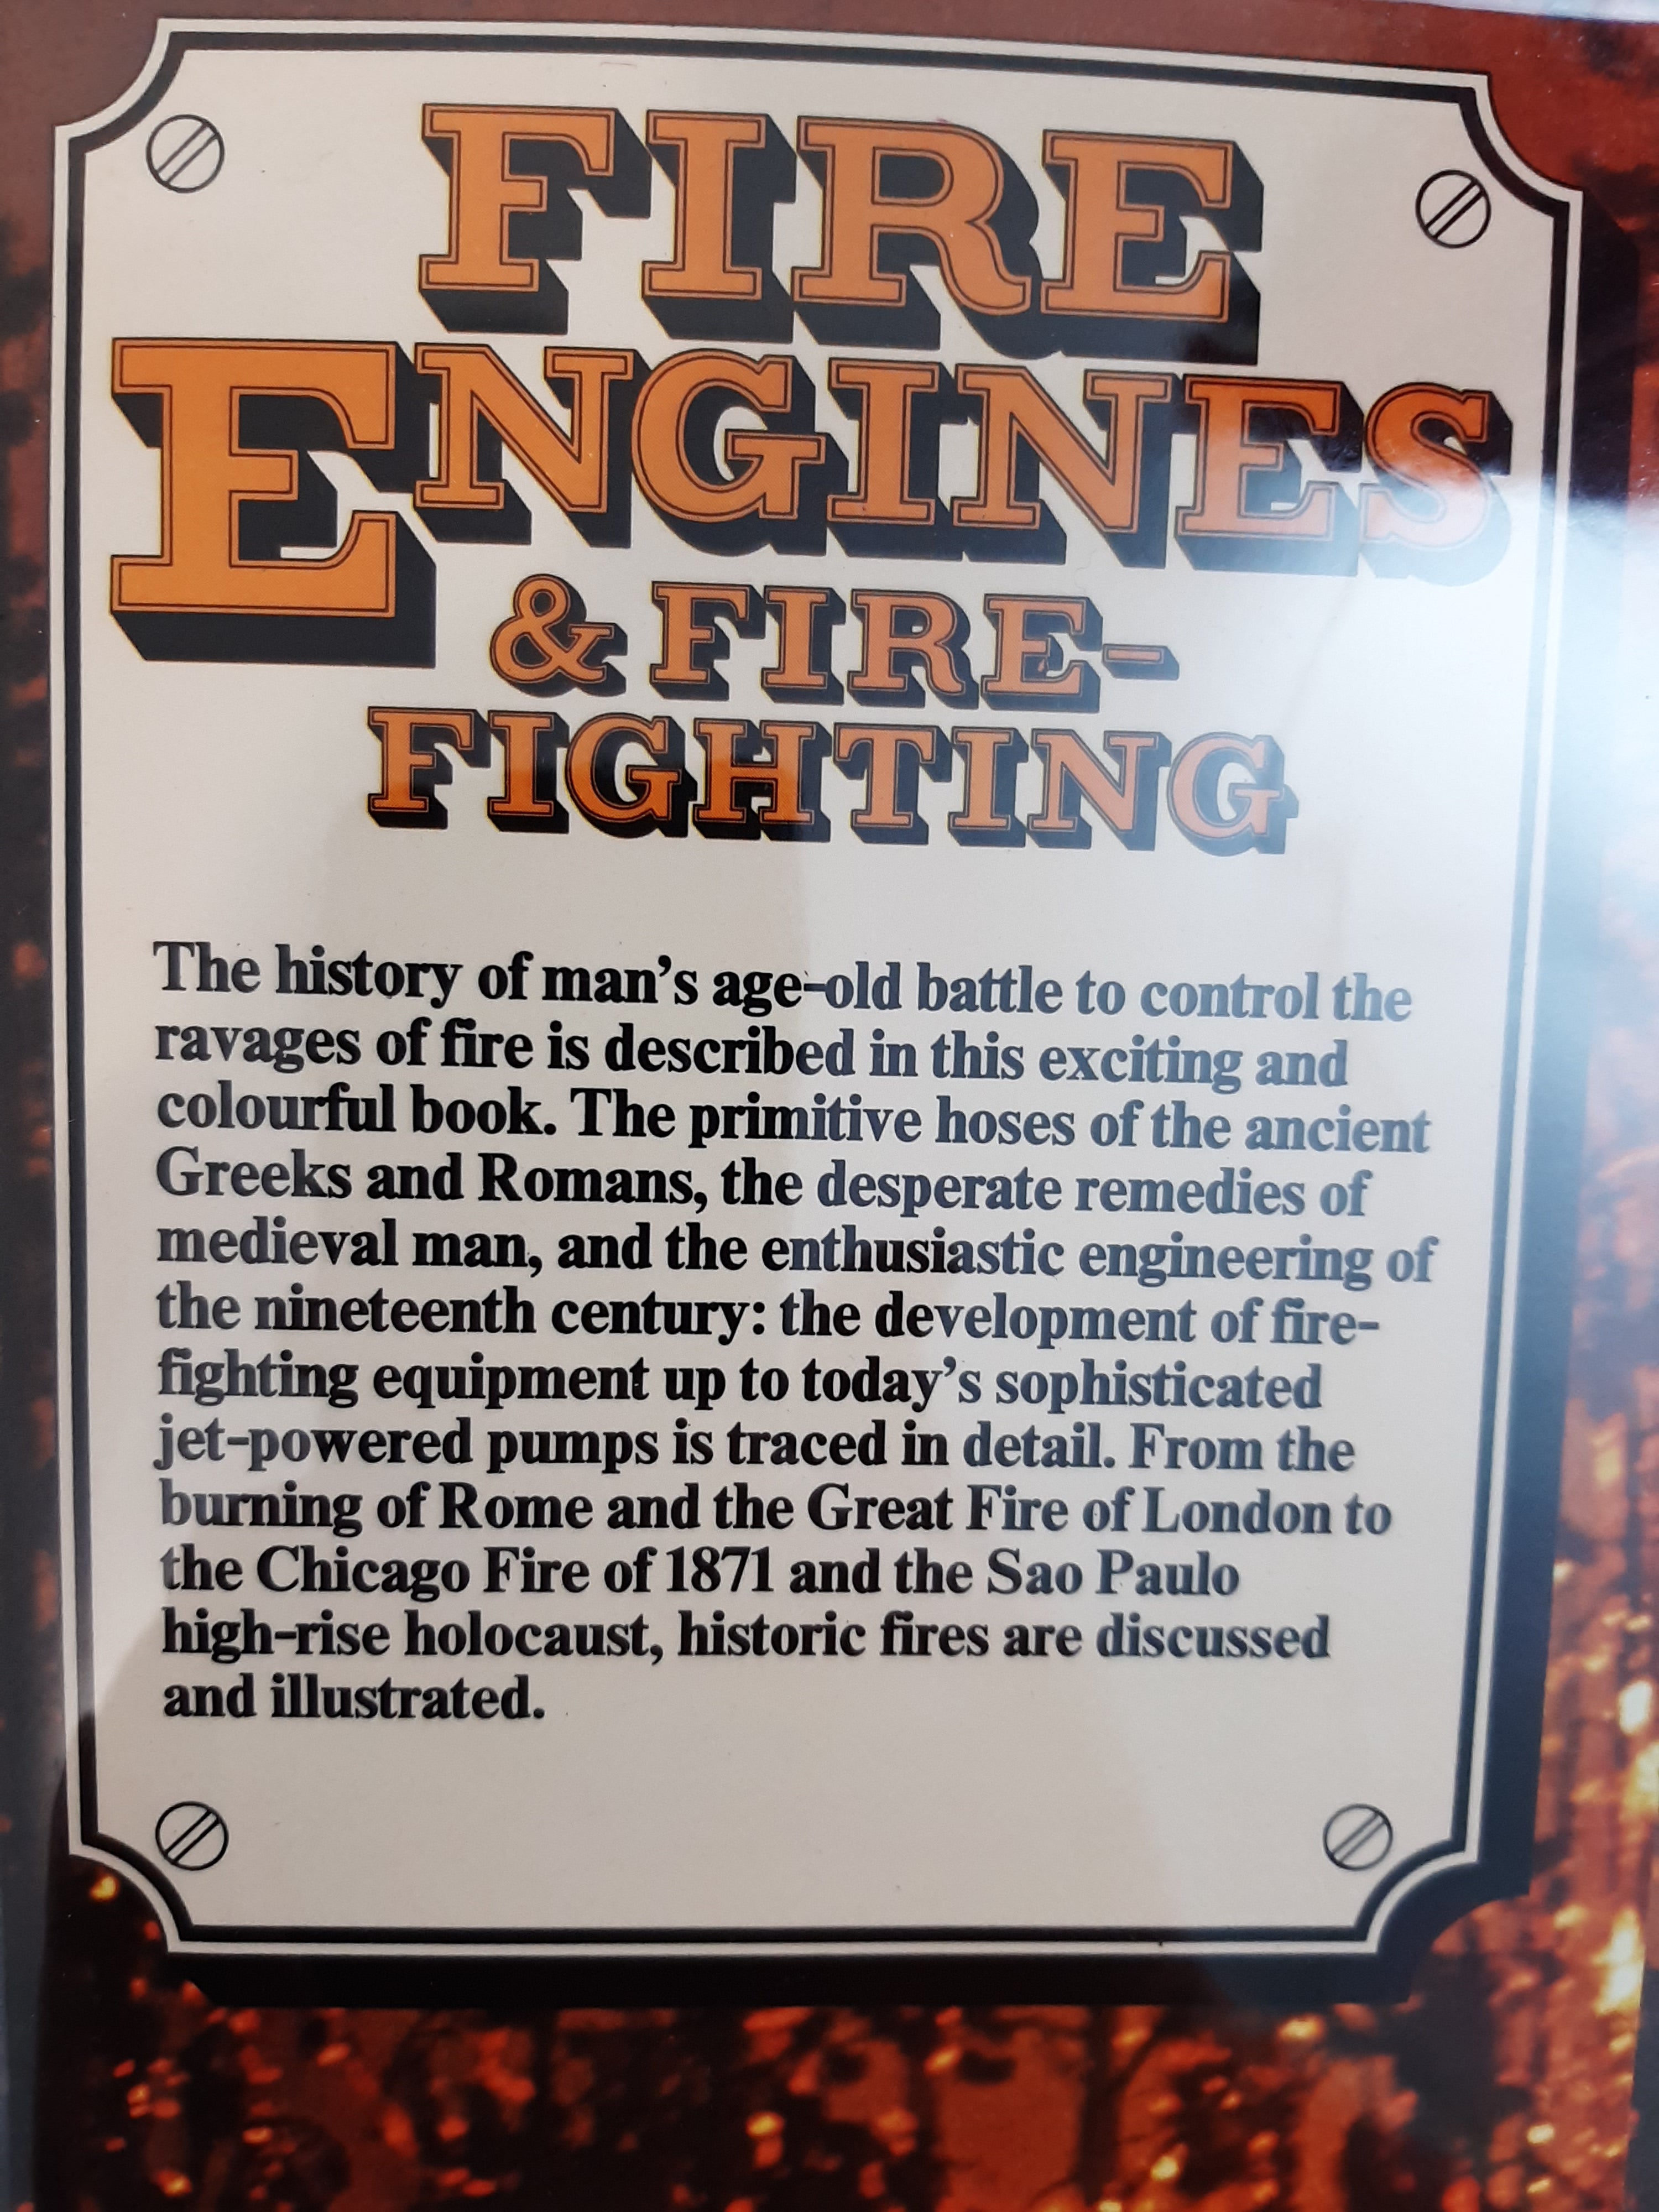 FIRE
ENGINES
& FIRE-
FIGHTING
The history of man’s age-old battle to control the
ravages of fire is described in this exciting and
colourful book. The primitive hoses of the ancient
Greeks and Romans, the desperate remedies of
medieval man, and the enthusiastic engineering of
the nineteenth century: the development of fire-
fighting equipment up to today’s sophisticated
jet-powered pumps is traced in detail. From the
burning of Rome and the Great Fire of London to
the Chicago Fire of 1871 and the Sao Paulo
high-rise holocaust, historic fires are discussed
and illustrated.